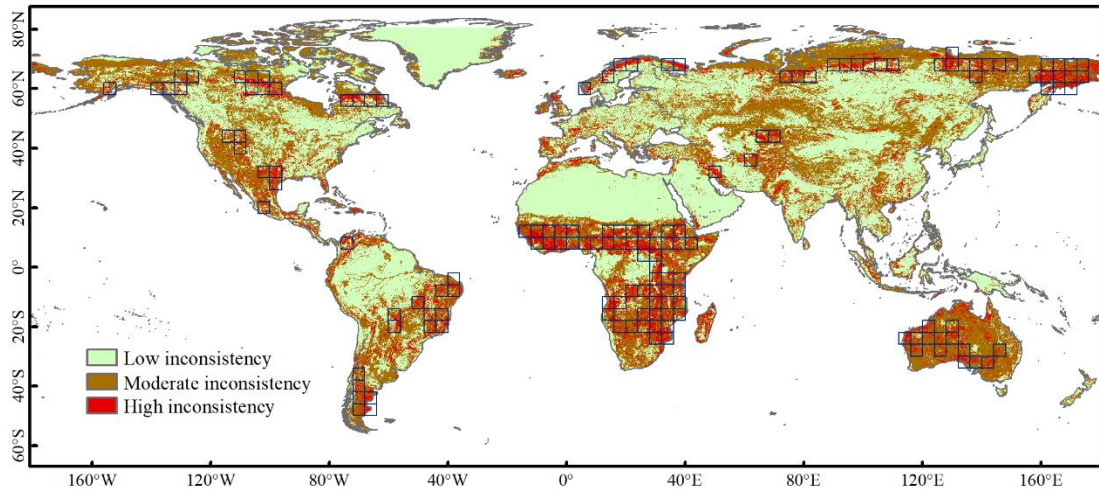 80°N
60°N
40°N
20°N
0°
20°S
40°S
60°S
Low inconsistency
Moderate inconsistency
High inconsistency
160°W
120°W
80°W
40°W
0°
40°E
80°E
120°E
160°E